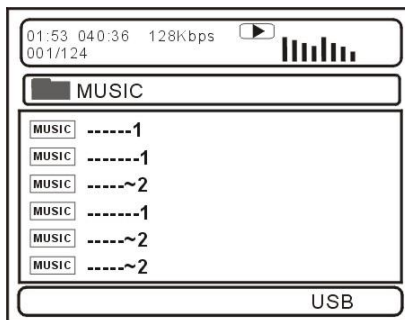 01:53 040:36 128Kbps
001/124
MUSIC
MUSIC ------1
MUSIC -------1
MUSIC -----~2
MUSIC -------1
MUSIC -----~2
MUSIC -----~2
USB